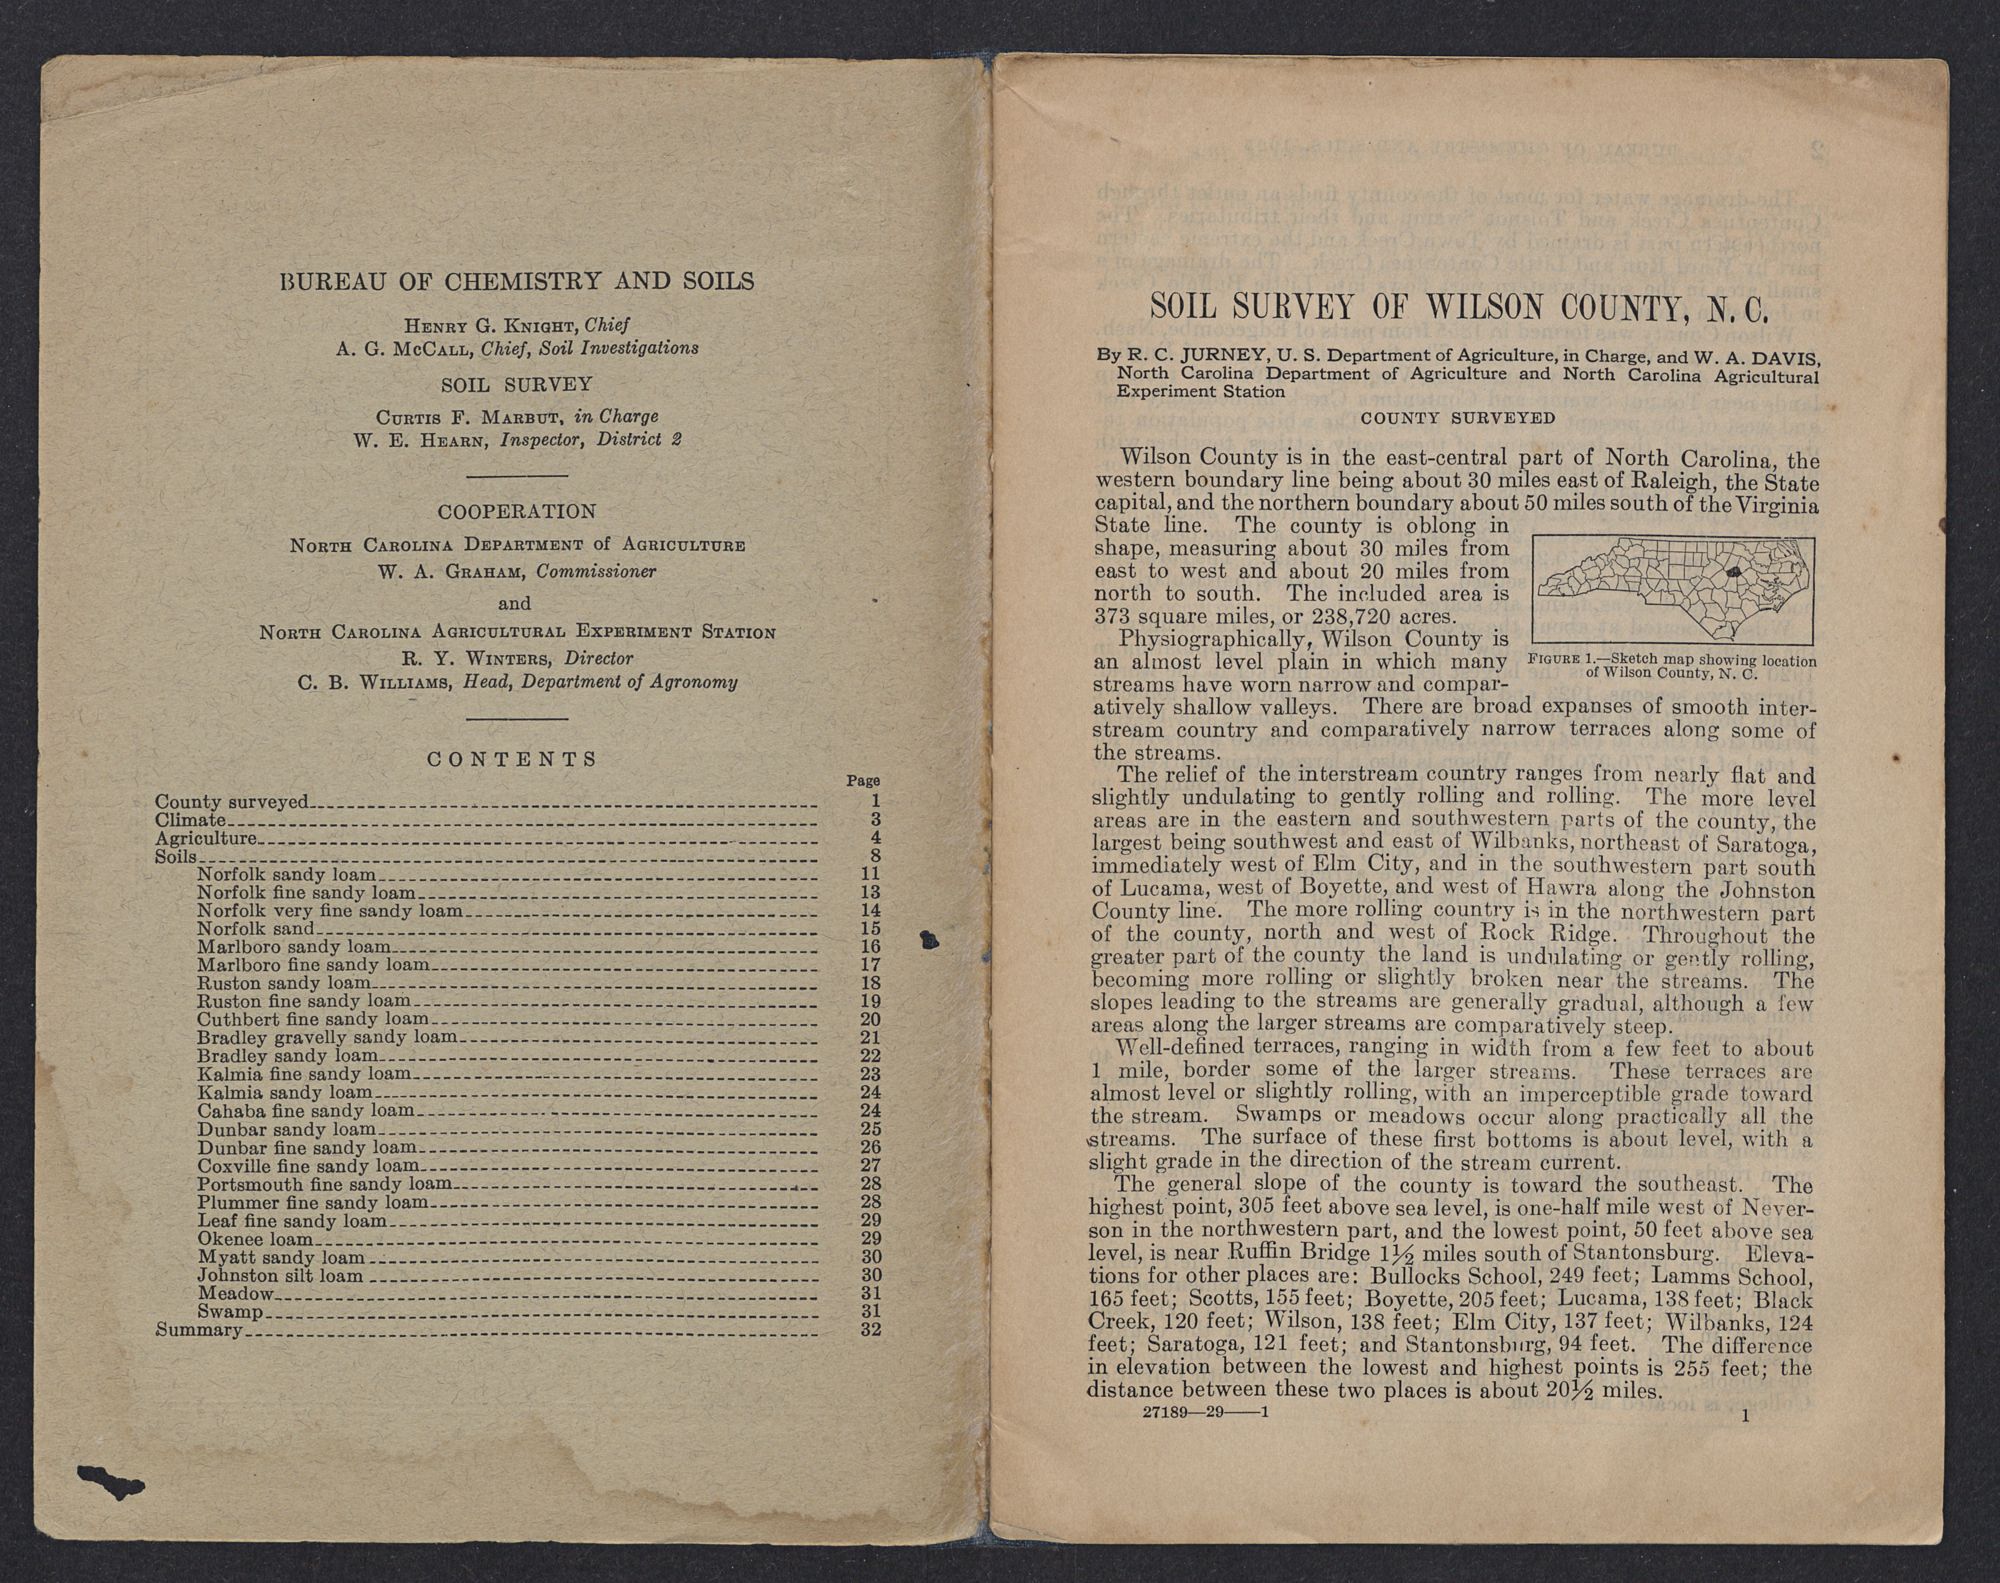 BUREAU OF CHEMISTRY AND SOILS
HENRY G. KNIGHT, Chief
A. G. McCALL, Chief, Soil Investigations
SOIL SURVEY
CURTIS F. MARBUT, in Charge
W. E. HEARN, Inspector, District 2
COOPERATION
NORTH CAROLINA DEPARTMENT of AGRICULTURE
W. A. GRAHAM, Commissioner
and
NORTH CAROLINA AGRICULTURAL EXPERIMENT STATION
R. Y. WINTERS, Director
C. B. WILLIAMS, Head, Department of Agronomy
CONTENTS
Page
County surveyed 1
Climate 3
Agriculture 4
Soils 8
Norfolk sandy loam 11
Norfolk fine sandy loam 13
Norfolk very fine sandy loam 14
Norfolk sand 15
Marlboro sandy loam 16
Marlboro fine sandy loam 17
Ruston sandy loam 18
Ruston fine sandy loam 19
Cuthbert fine sandy loam 20
Bradley gravelly sandy loam 21
Bradley sandy loam 22
Kalmia fine sandy loam 23
Kalmia sandy loam 24
Cahaba fine sandy loam 24
Dunbar sandy loam 25
Dunbar fine sandy loam 26
Coxville fine sandy loam 27
Portsmouth fine sandy loam 28
Plummer fine sandy loam 28
Leaf fine sandy loam 29
Okenee loam 29
Myatt sandy loam 30
Johnston silt loam 30
Meadow 31
Swamp 31
Summary 32
SOIL SURVEY OF WILSON COUNTY, N. C.
By R. C. JURNEY, U. S. Department of Agriculture, in Charge, and W. A. DAVIS,
North Carolina Department of Agriculture and North Carolina Agricultural
Experiment Station
COUNTY SURVEYED
Wilson County is in the east-central part of North Carolina, the
western boundary line being about 30 miles east of Raleigh, the State
capital, and the northern boundary about 50 miles south of the Virginia
State line. The county is oblong in
shape, measuring about 30 miles from
east to west and about 20 miles from
north to south. The included area is
373 square miles, or 238,720 acres.
Physiographically, Wilson County is
an almost level plain in which many
streams have worn narrow and compar-
FIGURE 1.—Sketch map showing location
of Wilson County, N. C.
atively shallow valleys. There are broad expanses of smooth inter-
stream country and comparatively narrow terraces along some of
the streams.
The relief of the interstream country ranges from nearly flat and
slightly undulating to gently rolling and rolling. The more level
areas are in the eastern and southwestern parts of the county, the
largest being southwest and east of Wilbanks, northeast of Saratoga,
immediately west of Elm City, and in the southwestern part south
of Lucama, west of Boyette, and west of Hawra along the Johnston
County line. The more rolling country is in the northwestern part
of the county, north and west of Rock Ridge. Throughout the
greater part of the county the land is undulating or gently rolling,
becoming more rolling or slightly broken near the streams. The
slopes leading to the streams are generally gradual, although a few
areas along the larger streams are comparatively steep.
Well-defined terraces, ranging in width from a few feet to about
1 mile, border some of the larger streams. These terraces are
almost level or slightly rolling, with an imperceptible grade toward
the stream. Swamps or meadows occur along practically all the
streams. The surface of these first bottoms is about level, with a
slight grade in the direction of the stream current.
The general slope of the county is toward the southeast. The
highest point, 305 feet above sea level, is one-half mile west of Never-
son in the northwestern part, and the lowest point, 50 feet above sea
level, is near Ruffin Bridge 1½ miles south of Stantonsburg. Eleva-
tions for other places are: Bullocks School, 249 feet; Lamms School,
165 feet; Scotts, 155 feet; Boyette, 205 feet; Lucama, 138 feet; Black
Creek, 120 feet; Wilson, 138 feet; Elm City, 137 feet; Wilbanks, 124
feet; Saratoga, 121 feet; and Stantonsburg, 94 feet. The difference
in elevation between the lowest and highest points is 255 feet; the
distance between these two places is about 20½ miles.
27189—29——1
1